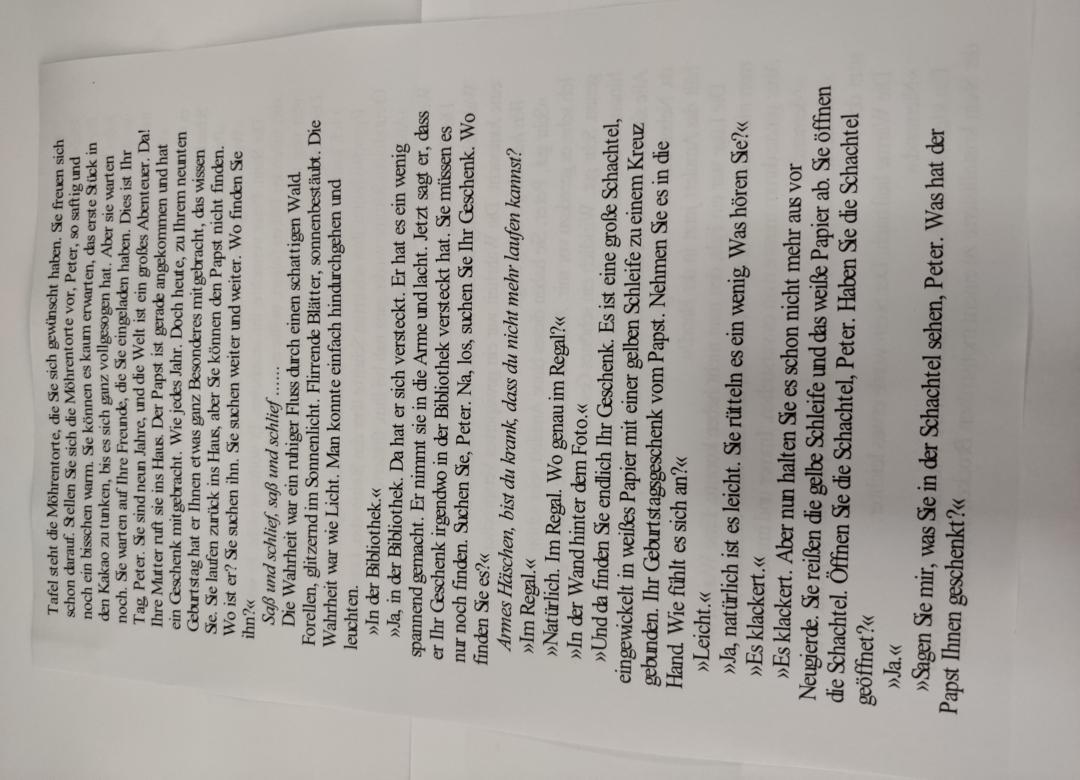 Tafel steht die Möhrentorte, die Sie sich gewünscht haben. Sie freuen sich
schon darauf. Stellen Sie sich die Möhrentorte vor, Peter, so saftig und
noch ein bisschen warm. Sie können es kaum erwarten, das erste Stück in
den Kakao zu tunken, bis es sich ganz vollgesogen hat. Aber sie warten
noch. Sie warten auf Ihre Freunde, die Sie eingeladen haben. Dies ist Ihr
Tag, Peter. Sie sind neun Jahre, und die Welt ist ein großes Abenteuer. Da!
Ihre Mutter ruft sie ins Haus. Der Papst ist gerade angekommen und hat
ein Geschenk mitgebracht. Wie jedes Jahr. Doch heute, zu Ihrem neunten
Geburtstag hat er Ihnen etwas ganz Besonderes mitgebracht, das wissen
Sie. Sie laufen zurück ins Haus, aber Sie können den Papst nicht finden.
Wo ist er? Sie suchen ihn. Sie suchen weiter und weiter. Wo finden Sie
ihn?«
Saß und schlief, saß und schlief ......
Die Wahrheit war ein ruhiger Fluss durch einen schattigen Wald.
Forellen, glitzernd im Sonnenlicht. Flirrende Blätter, sonnenbestäubt. Die
Wahrheit war wie Licht. Man konnte einfach hindurchgehen und
leuchten.
»In der Bibliothek.«
»Ja, in der Bibliothek. Da hat er sich versteckt. Er hat es ein wenig
spannend gemacht. Er nimmt sie in die Arme und lacht. Jetzt sagt er, dass
er Ihr Geschenk irgendwo in der Bibliothek versteckt hat. Sie müssen es
nur noch finden. Suchen Sie, Peter. Na, los, suchen Sie Ihr Geschenk. Wo
finden Sie es?«
Armes Häschen, bist du krank, dass du nicht mehr laufen kannst?
»Im Regal.«
»Natürlich. Im Regal. Wo genau im Regal?«
»In der Wand hinter dem Foto.«
»Und da finden Sie endlich Ihr Geschenk. Es ist eine große Schachtel,
eingewickelt in weißes Papier mit einer gelben Schleife zu einem Kreuz
gebunden. Ihr Geburtstagsgeschenk vom Papst. Nehmen Sie es in die
Hand. Wie fühlt es sich an?«
»Leicht.«
»Ja, natürlich ist es leicht. Sie rütteln es ein wenig. Was hören Sie?«
»Es klackert.«
»Es klackert. Aber nun halten Sie es schon nicht mehr aus vor
Neugierde. Sie reißen die gelbe Schleife und das weiße Papier ab. Sie öffnen
die Schachtel. Öffnen Sie die Schachtel, Peter. Haben Sie die Schachtel
geöffnet?«
»Ja.«
»Sagen Sie mir, was Sie in der Schachtel sehen, Peter. Was hat der
Papst Ihnen geschenkt?«